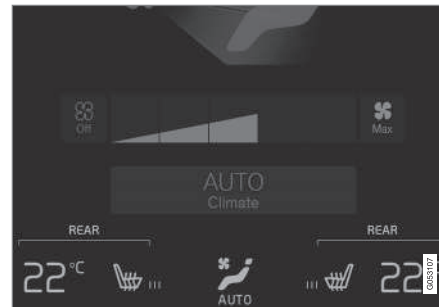 Off
Max
AUTO
Climate
REAR
REAR
22°C
22
AUTO
G053107